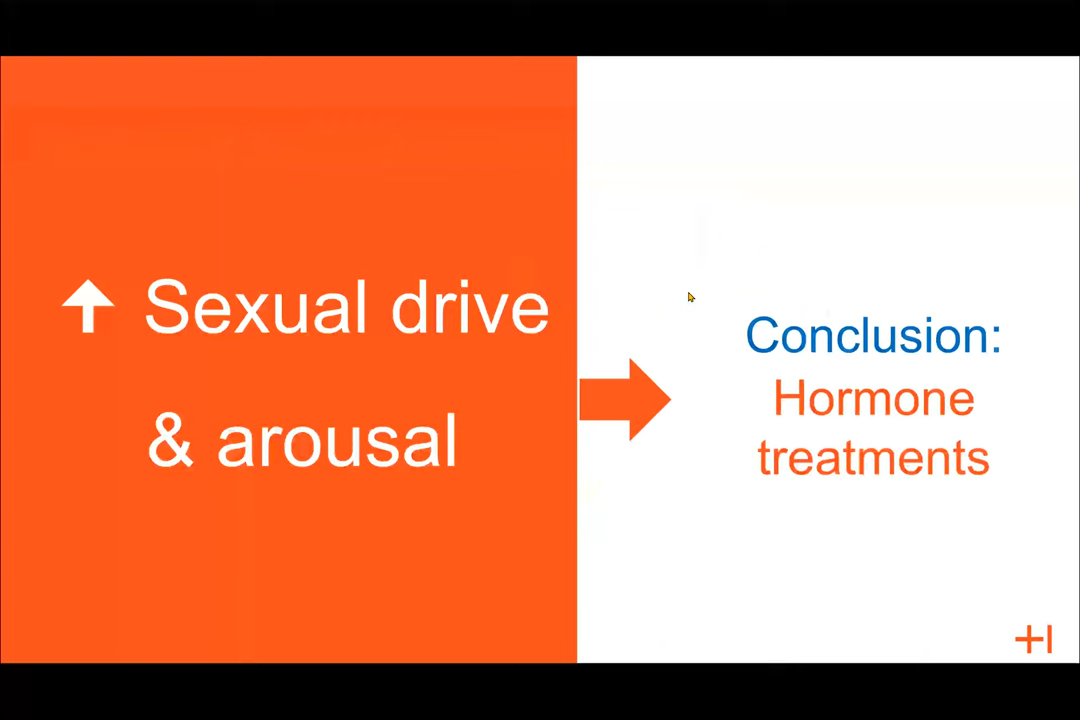 Sexual drive
& arousal
Conclusion:
Hormone
treatments